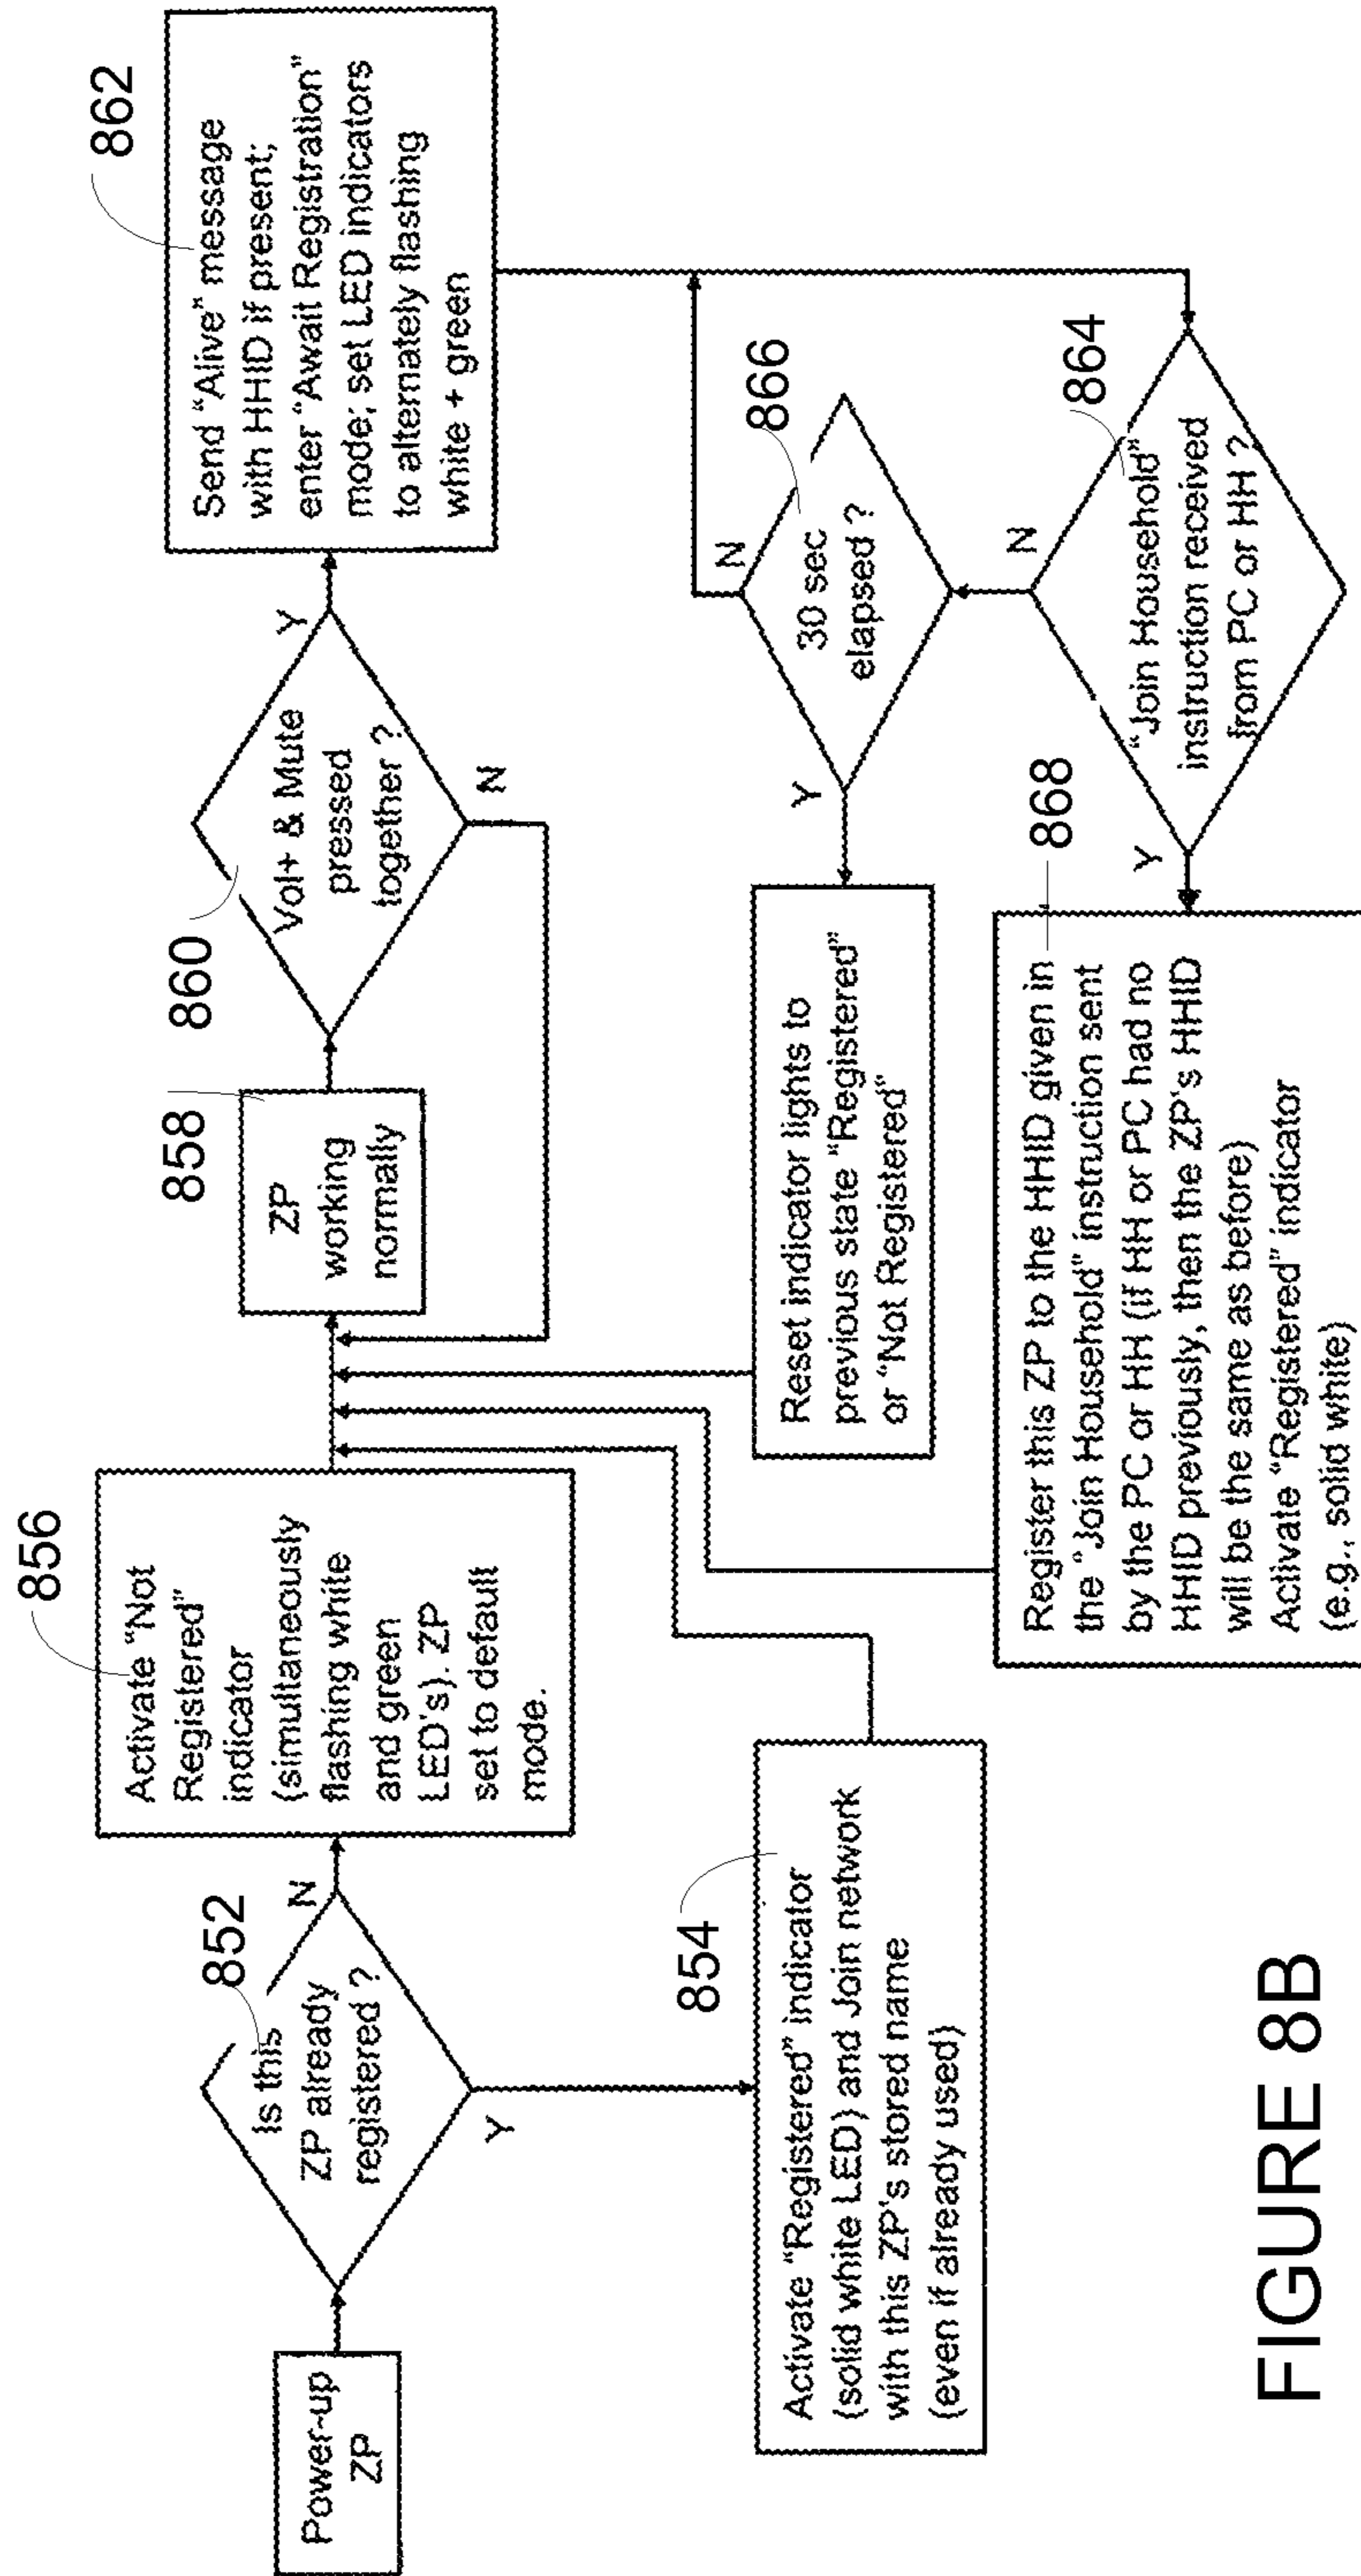 Power-up
ZP
852
Is this
ZP already
registered ?
N
Y
856
Activate “Not
Registered”
indicator
(simultaneously
flashing white
and green
LED's). ZP
set to default
mode.
854
Activate “Registered” indicator
(solid white LED) and Join network
with this ZP's stored name
(even if already used)
858
ZP
working
normally
860
Vol+ & Mute
pressed
together ?
Y
N
862
Send “Alive” message
with HHID if present;
enter “Await Registration”
mode; set LED indicators
to alternately flashing
white + green
866
30 sec
elapsed ?
N
Y
Reset indicator lights to
previous state “Registered”
or “Not Registered”
864
“Join Household”
instruction received
from PC or HH ?
N
Y
868
Register this ZP to the HHID given in
the “Join Household” instruction sent
by the PC or HH (if HH or PC had no
HHID previously, then the ZP's HHID
will be the same as before)
Activate “Registered” indicator
(e.g., solid white)
FIGURE 8B